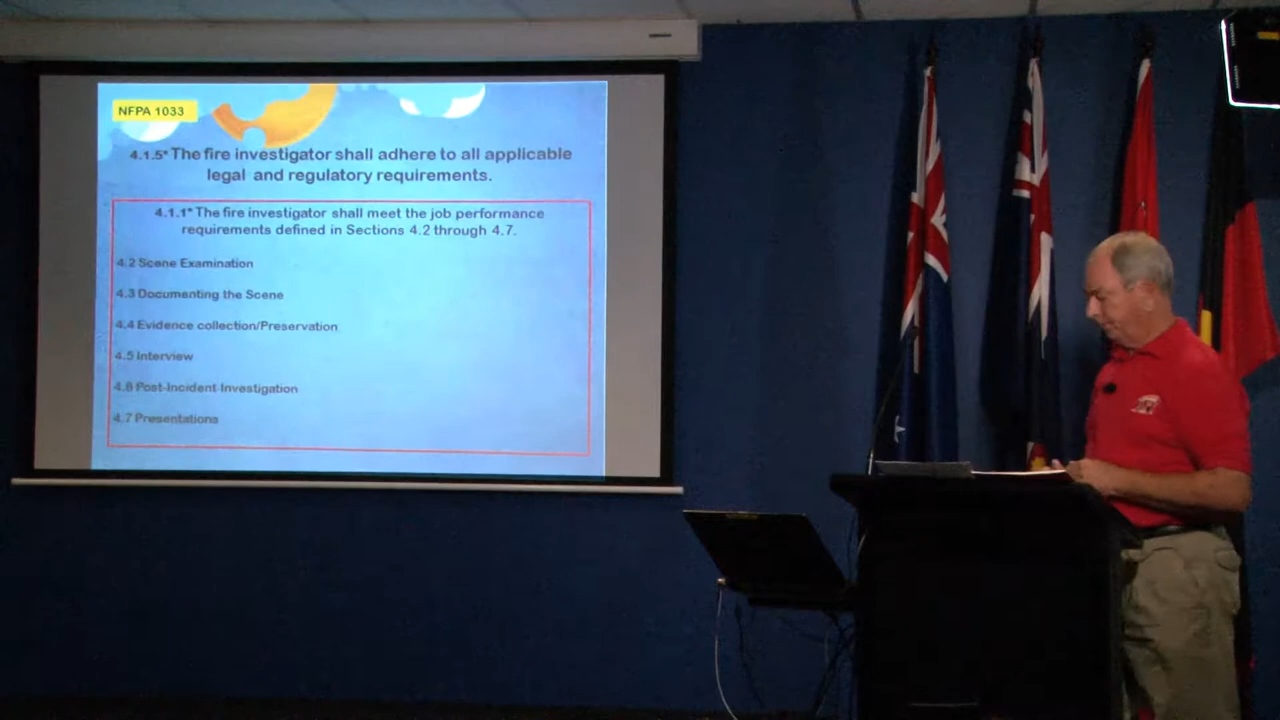 NFPA 1033
4.1.5* The fire investigator shall adhere to all applicable
legal and regulatory requirements.
4.1.1* The fire investigator shall meet the job performance
requirements defined in Sections 4.2 through 4.7.
4.2 Scene Examination
4.3 Documenting the Scene
4.4 Evidence collection/Preservation
4.5 Interview
4.6 Post-Incident-Investigation
4.7 Presentations